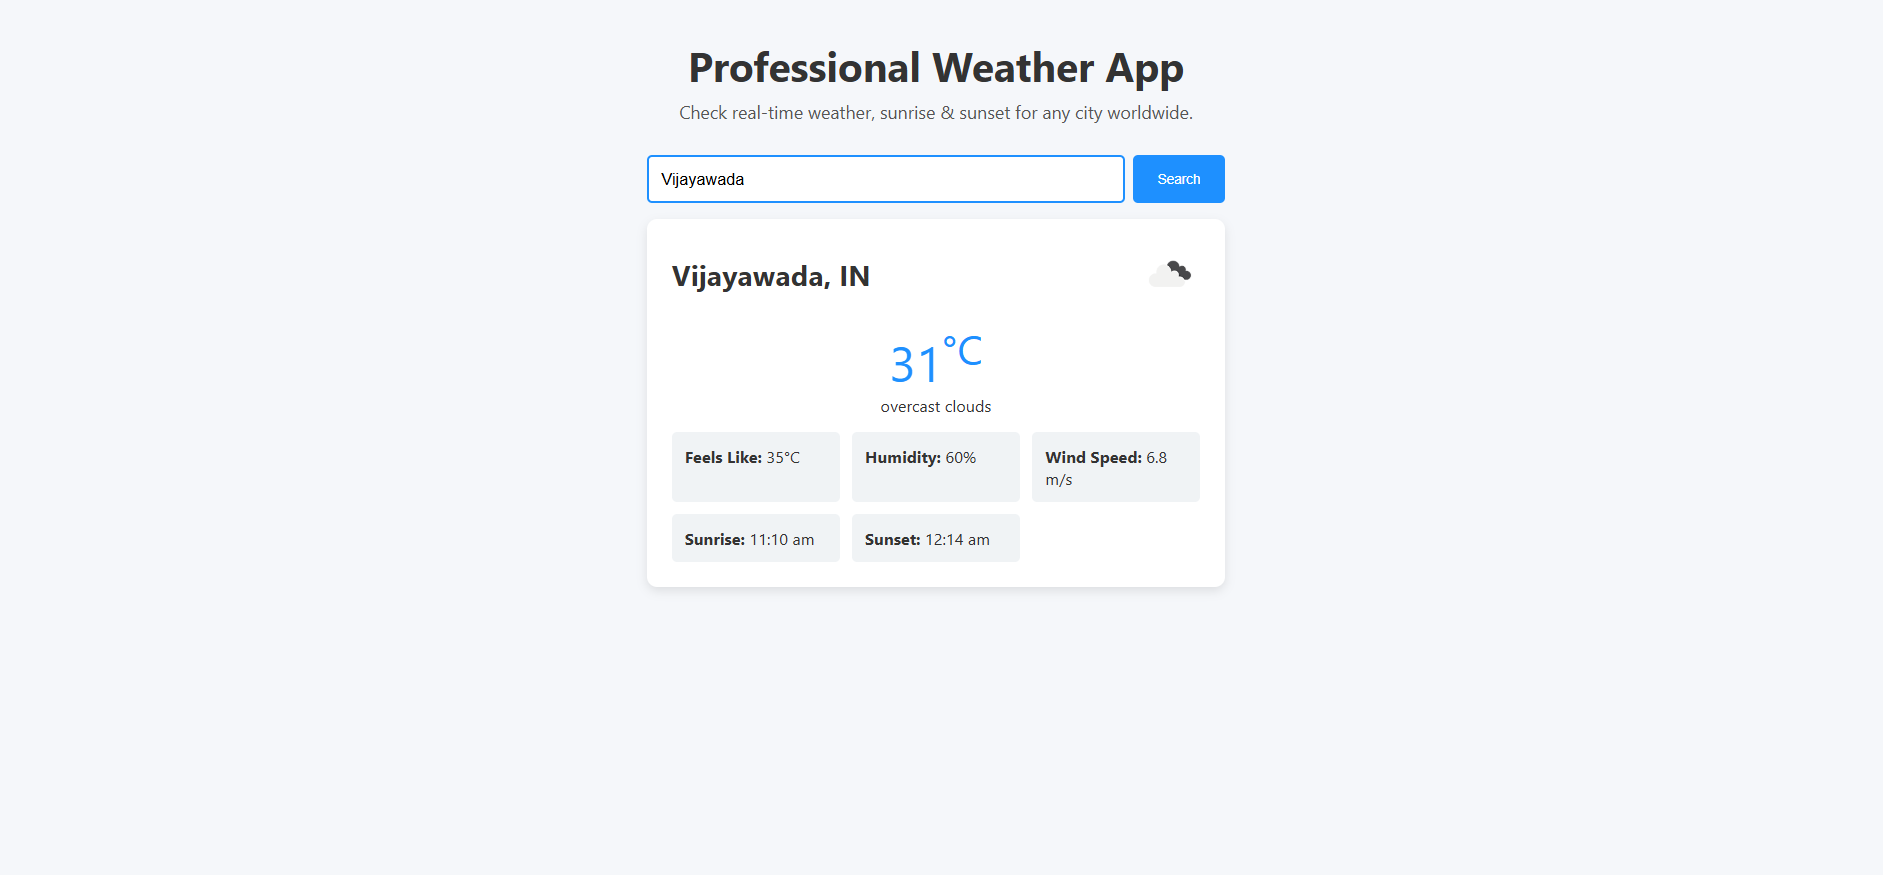 Professional Weather App
Check real-time weather, sunrise & sunset for any city worldwide.
Vijayawada
Search
Vijayawada, IN
31°C
overcast clouds
Feels Like: 35°C
Humidity: 60%
Wind Speed: 6.8
m/s
Sunrise: 11:10 am
Sunset: 12:14 am